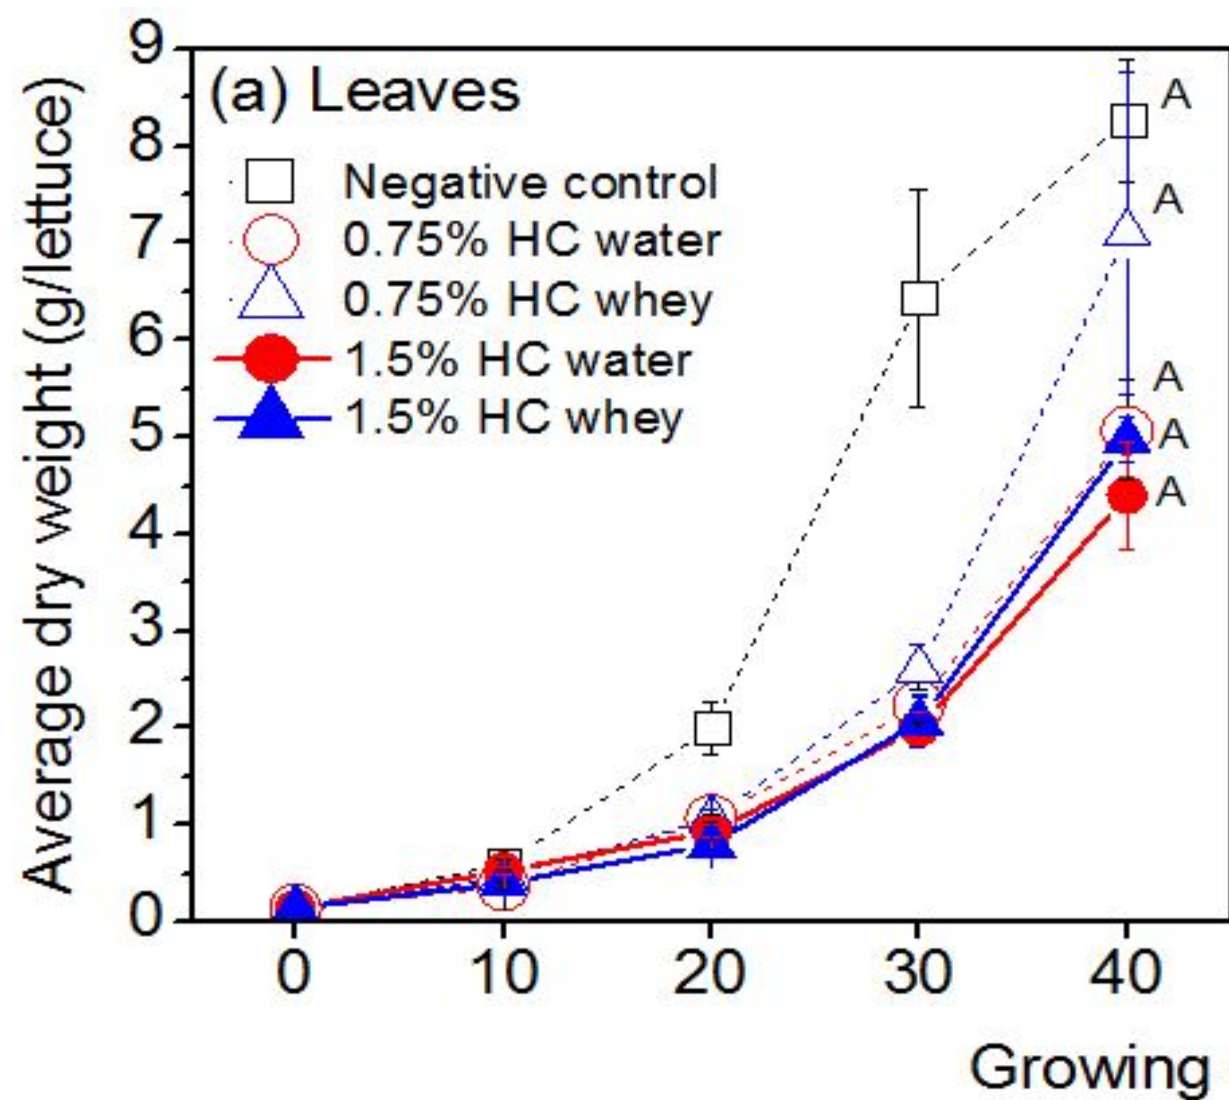 Average dry weight (g/lettuce)
9
8
7
6
5
4
3
2
1
0
(a) Leaves
Negative control
0.75% HC water
0.75% HC whey
1.5% HC water
1.5% HC whey
A
A
A
A
A
0 10 20 30 40
Growing